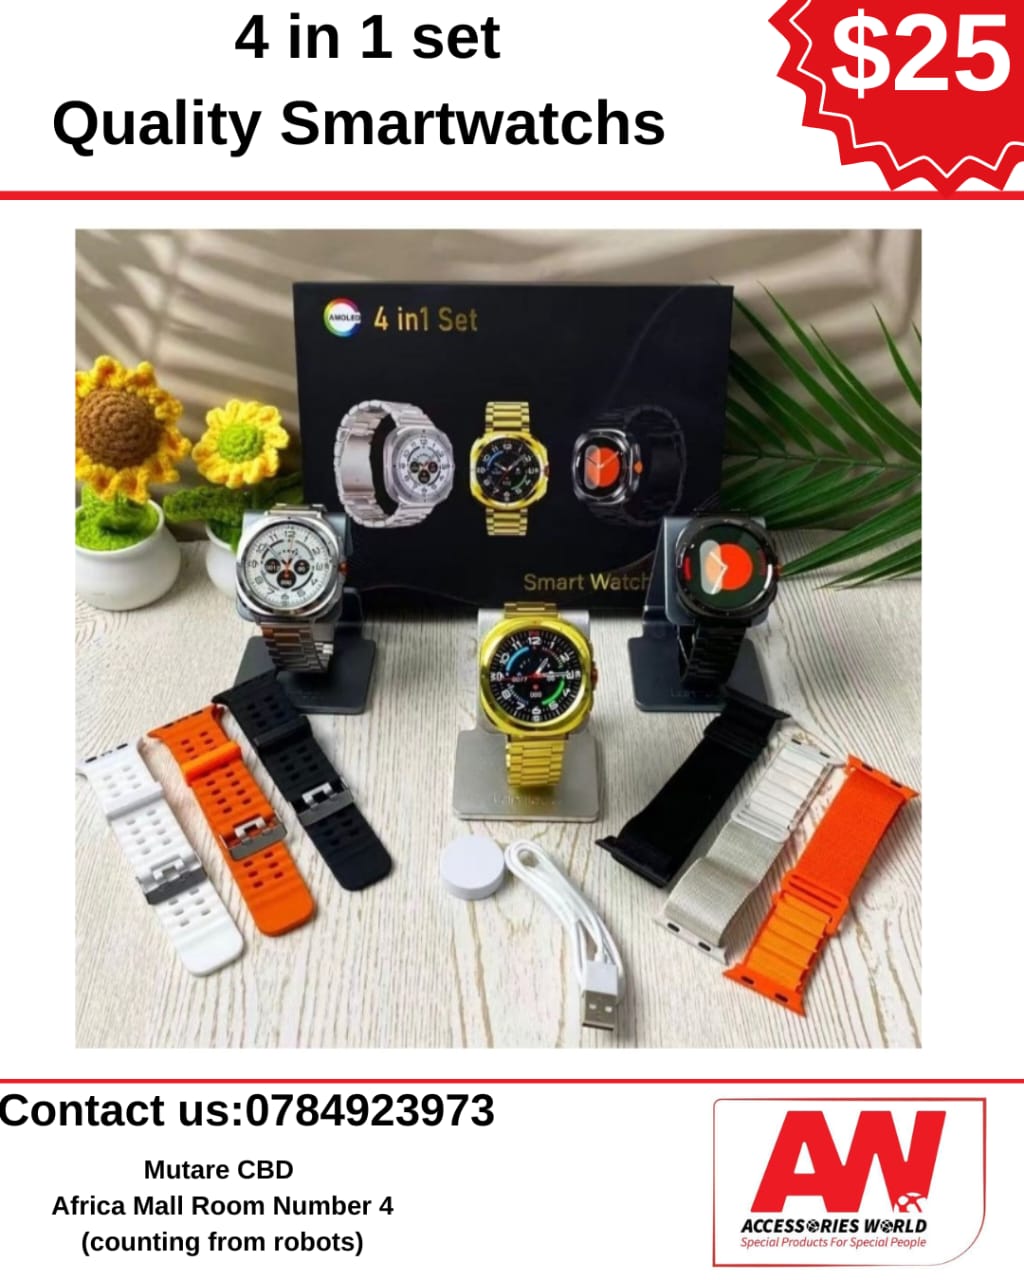 4 in 1 set
$25
Quality Smartwatchs
AMOLED
4 in1 Set
Smart Watch
Contact us:0784923973
Mutare CBD
Africa Mall Room Number 4
(counting from robots)
AW
ACCESSORIES WORLD
Special Products For Special People